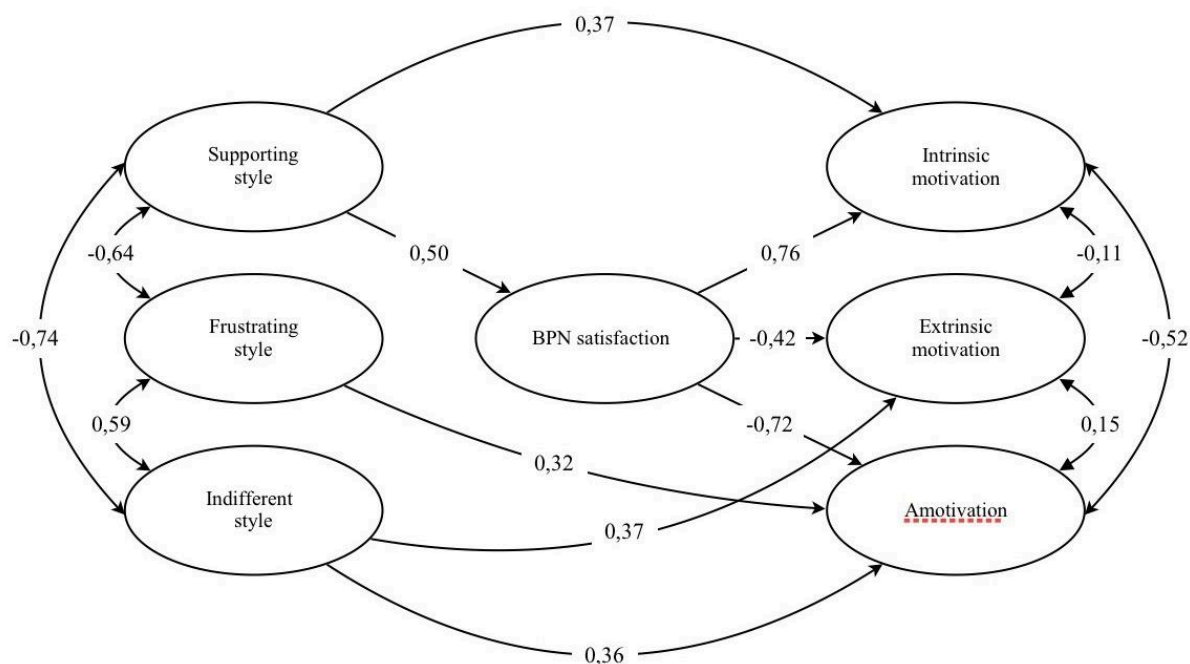 0,37
Supporting
style
Intrinsic
motivation
-0,64
0,50
0,76
-0,11
-0,74
Frustrating
style
BPN satisfaction
-0,42
Extrinsic
motivation
-0,52
0,59
-0,72
0,15
0,32
Indifferent
style
Amotivation
0,37
0,36